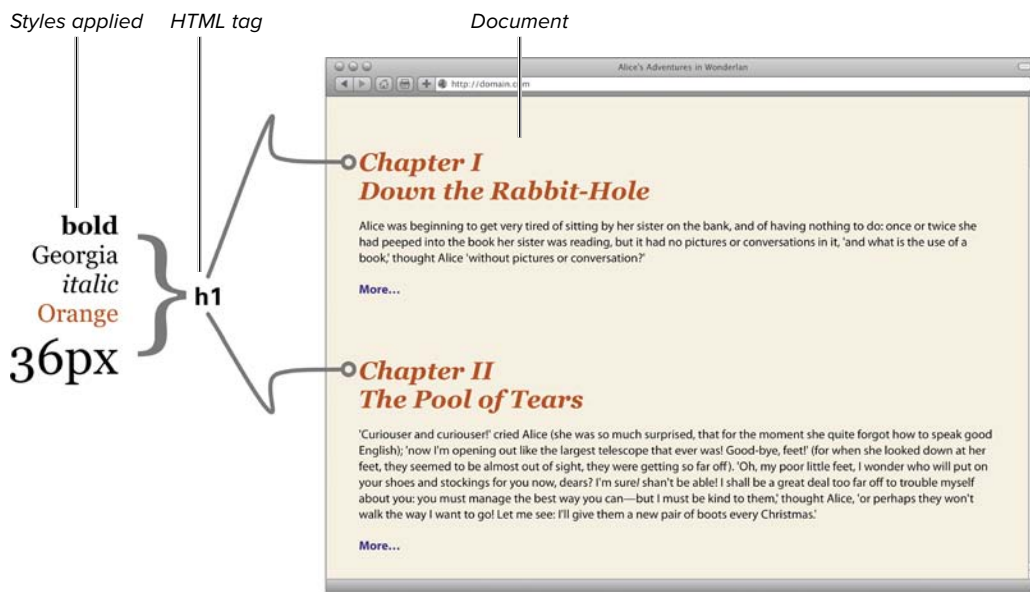 Styles applied HTML tag Document
Alice's Adventures in Wonderlan
http://domain.com
Chapter I
Down the Rabbit-Hole
Alice was beginning to get very tired of sitting by her sister on the bank, and of having nothing to do: once or twice she
had peeped into the book her sister was reading, but it had no pictures or conversations in it, 'and what is the use of a
book,' thought Alice 'without pictures or conversation?'
More...
bold
Georgia
italic
Orange
36px
h1
Chapter II
The Pool of Tears
'Curiouser and curiouser!' cried Alice (she was so much surprised, that for the moment she quite forgot how to speak good
English); 'now I'm opening out like the largest telescope that ever was! Good-bye, feet!' (for when she looked down at her
feet, they seemed to be almost out of sight, they were getting so far off). 'Oh, my poor little feet, I wonder who will put on
your shoes and stockings for you now, dears? I'm sure/ shan't be able! I shall be a great deal too far off to trouble myself
about you: you must manage the best way you can—but I must be kind to them,' thought Alice, 'or perhaps they won't
walk the way I want to go! Let me see: I'll give them a new pair of boots every Christmas.'
More...